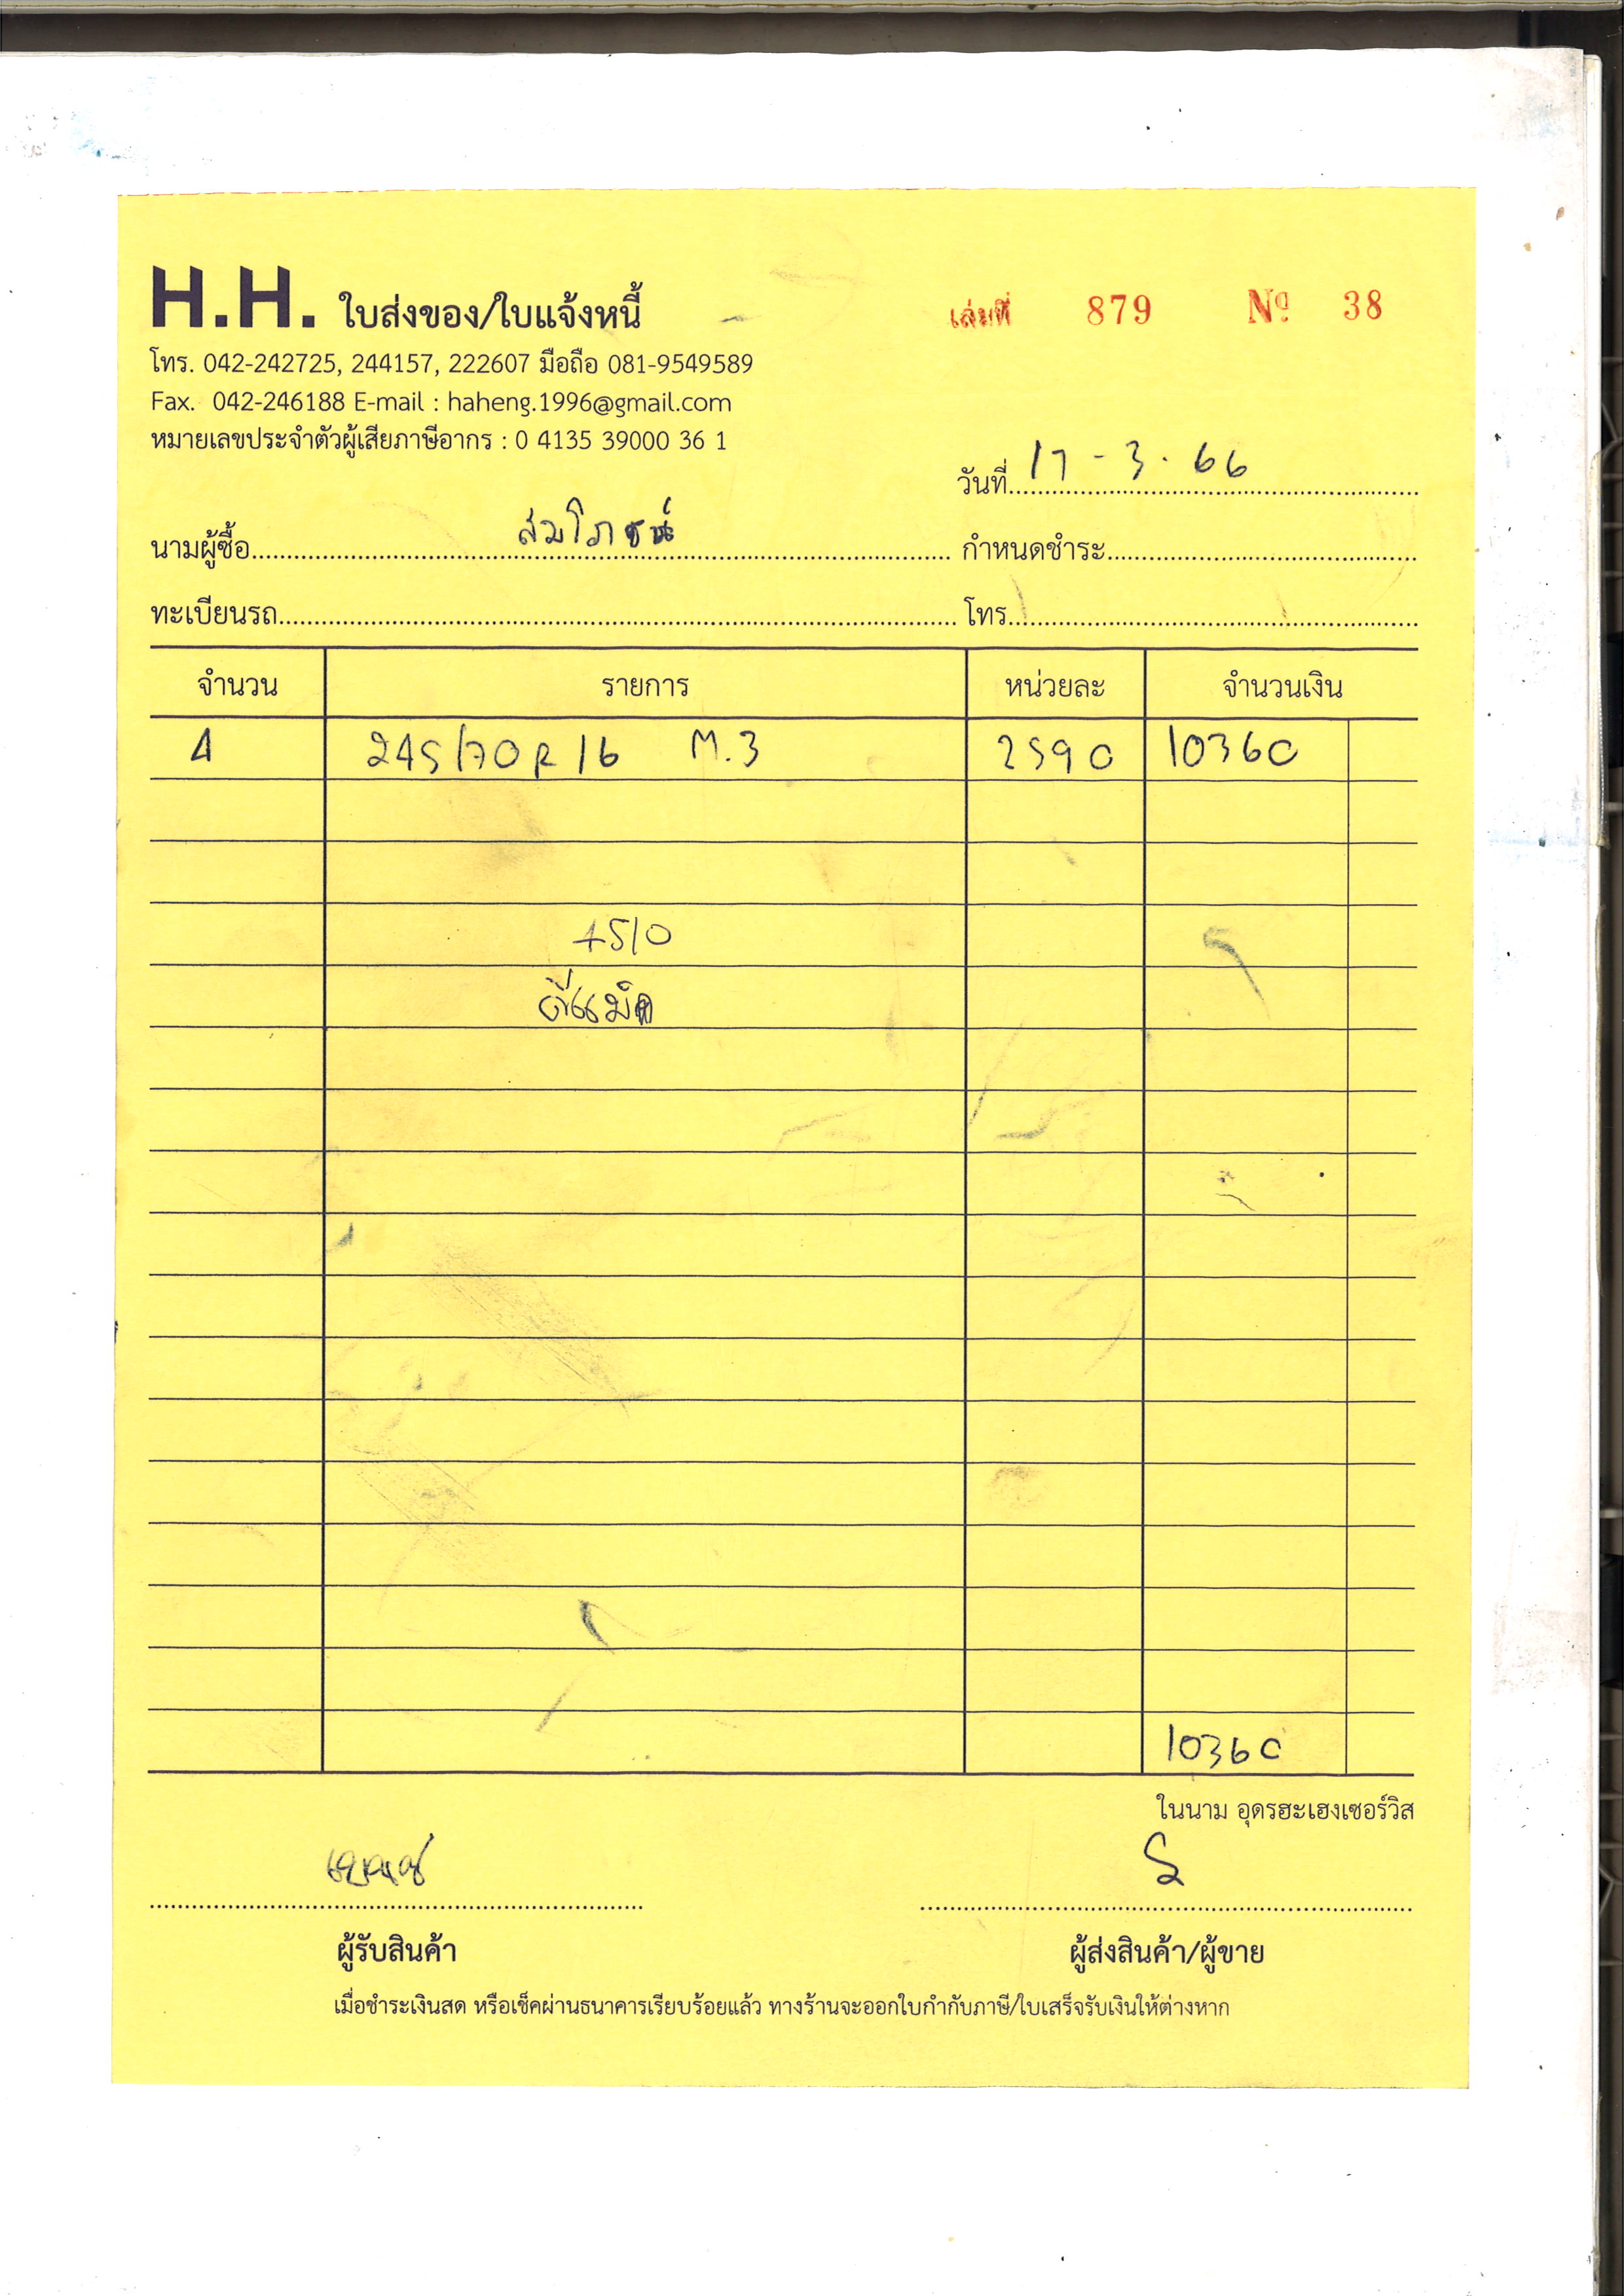 H.H. ใบส่งของ/ใบแจ้งหนี้ เล่มที่ 879 Nº 38
โทร. 042-242725, 244157, 222607 มือถือ 081-9549589
Fax. 042-246188 E-mail : haheng.1996@gmail.com
หมายเลขประจำตัวผู้เสียภาษีอากร : 0 4135 39000 36 1
วันที่ 17-3.66
นามผู้ซื้อ สมโภชน์ กำหนดชำระ
ทะเบียนรถ โทร.
จำนวน รายการ หน่วยละ จำนวนเงิน
4 245/70R16 M.3 2590 10360
+510
ตีแม็ค
10360
ในนาม อุดรฮะเฮงเซอร์วิส
ผู้รับสินค้า ผู้ส่งสินค้า/ผู้ขาย
เมื่อชำระเงินสด หรือเช็คผ่านธนาคารเรียบร้อยแล้ว ทางร้านจะออกใบกำกับภาษี/ใบเสร็จรับเงินให้ต่างหาก